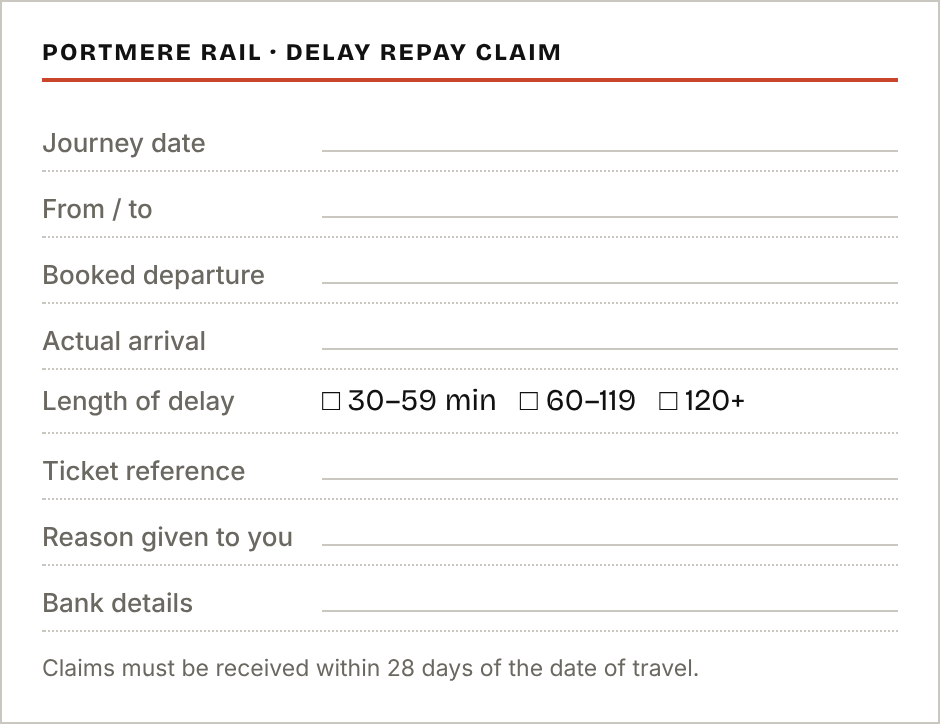 PORTMERE RAIL · DELAY REPAY CLAIM
Journey date
From / to
Booked departure
Actual arrival
Length of delay ☐ 30–59 min ☐ 60–119 ☐ 120+
Ticket reference
Reason given to you
Bank details
Claims must be received within 28 days of the date of travel.